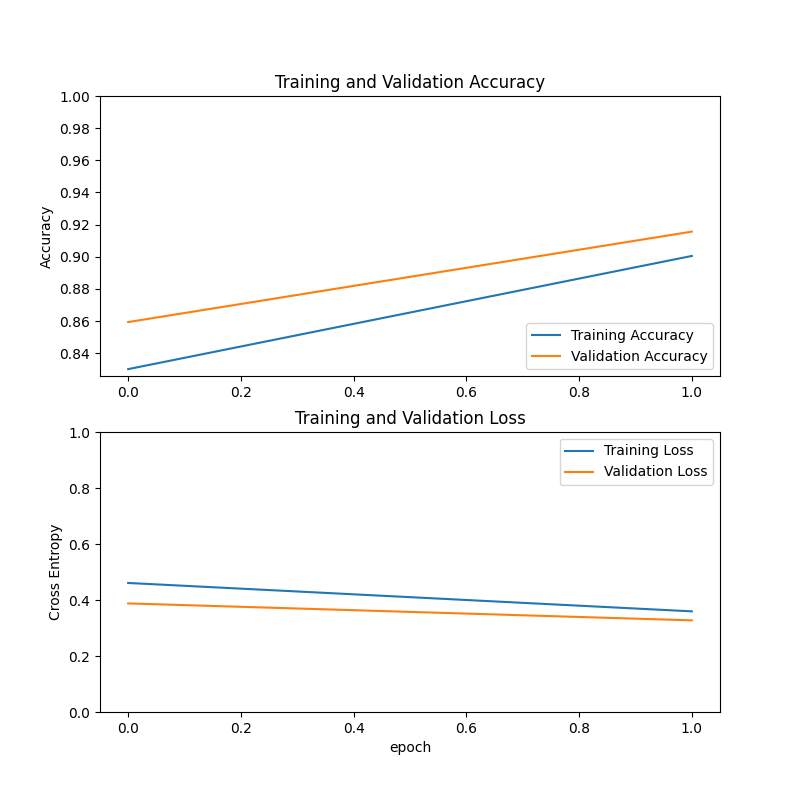 Training and Validation Accuracy
1.00
0.98
0.96
0.94
0.92
0.90
0.88
0.86
0.84
Accuracy
Training Accuracy
Validation Accuracy
0.0 0.2 0.4 0.6 0.8 1.0
Training and Validation Loss
1.0
0.8
0.6
0.4
0.2
0.0
Cross Entropy
Training Loss
Validation Loss
0.0 0.2 0.4 0.6 0.8 1.0
epoch